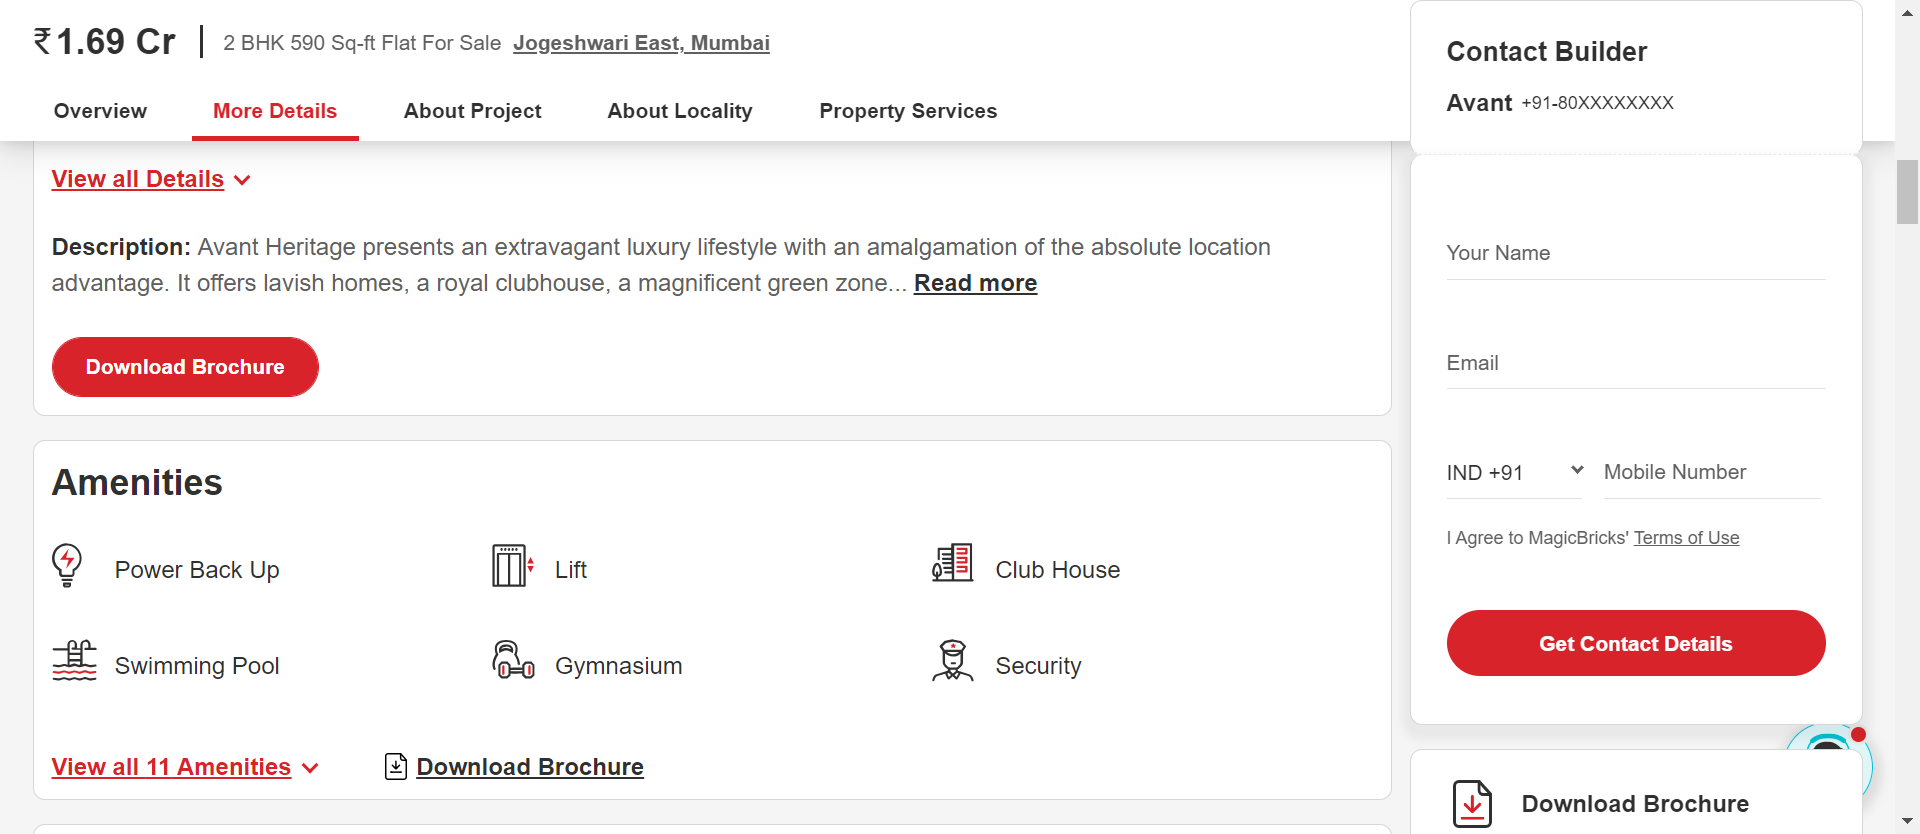 ₹1.69 Cr | 2 BHK 590 Sq-ft Flat For Sale Jogeshwari East, Mumbai
Overview More Details About Project About Locality Property Services
View all Details
Description: Avant Heritage presents an extravagant luxury lifestyle with an amalgamation of the absolute location
advantage. It offers lavish homes, a royal clubhouse, a magnificent green zone... Read more
Download Brochure
Amenities
Power Back Up
Lift
Club House
Swimming Pool
Gymnasium
Security
View all 11 Amenities
Download Brochure
Contact Builder
Avant +91-80XXXXXXXX
Your Name
Email
IND +91 Mobile Number
I Agree to MagicBricks' Terms of Use
Get Contact Details
Download Brochure